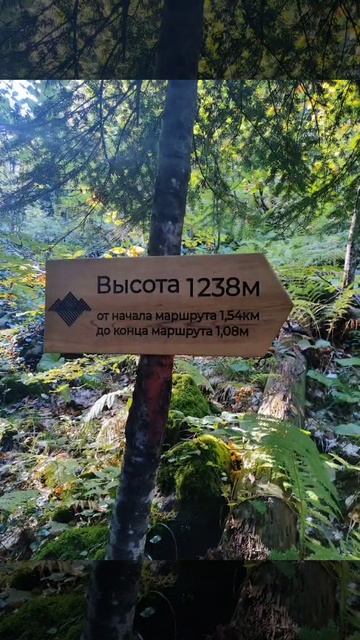 Высота 1238м
от начала маршрута 1,54км
до конца маршрута 1,08м